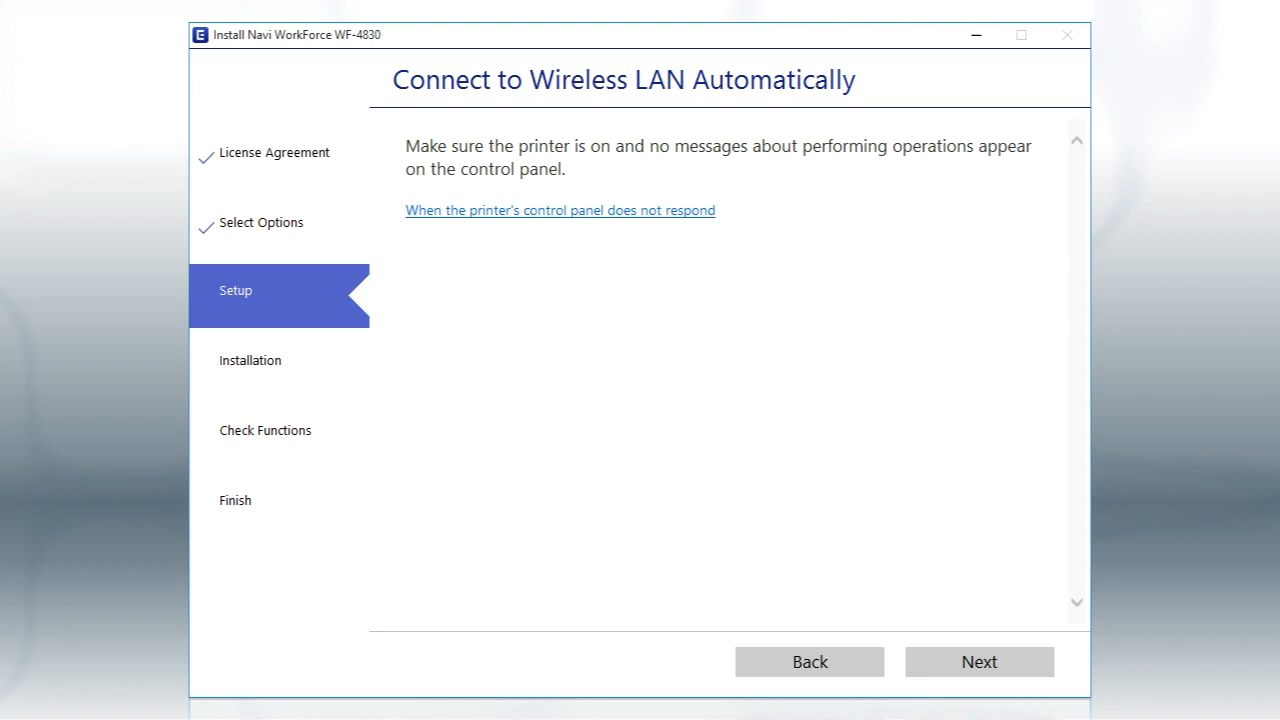 Install Navi WorkForce WF-4830
Connect to Wireless LAN Automatically
License Agreement
Select Options
Setup
Installation
Check Functions
Finish
Make sure the printer is on and no messages about performing operations appear
on the control panel.
When the printer's control panel does not respond
Back
Next